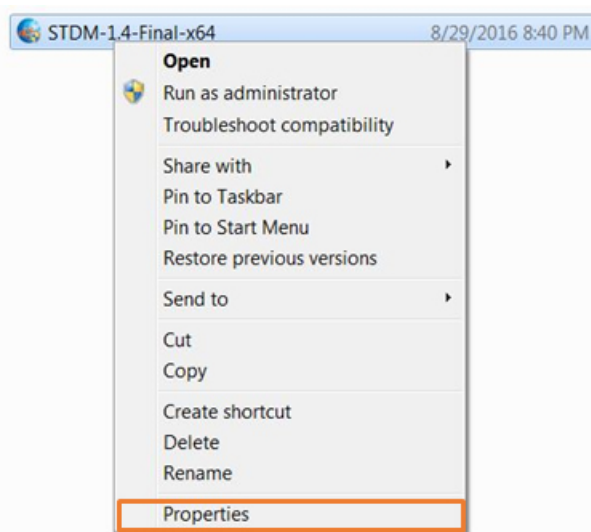 STDM-1.4-Final-x64 8/29/2016 8:40 PM
Open
Run as administrator
Troubleshoot compatibility
Share with
Pin to Taskbar
Pin to Start Menu
Restore previous versions
Send to
Cut
Copy
Create shortcut
Delete
Rename
Properties